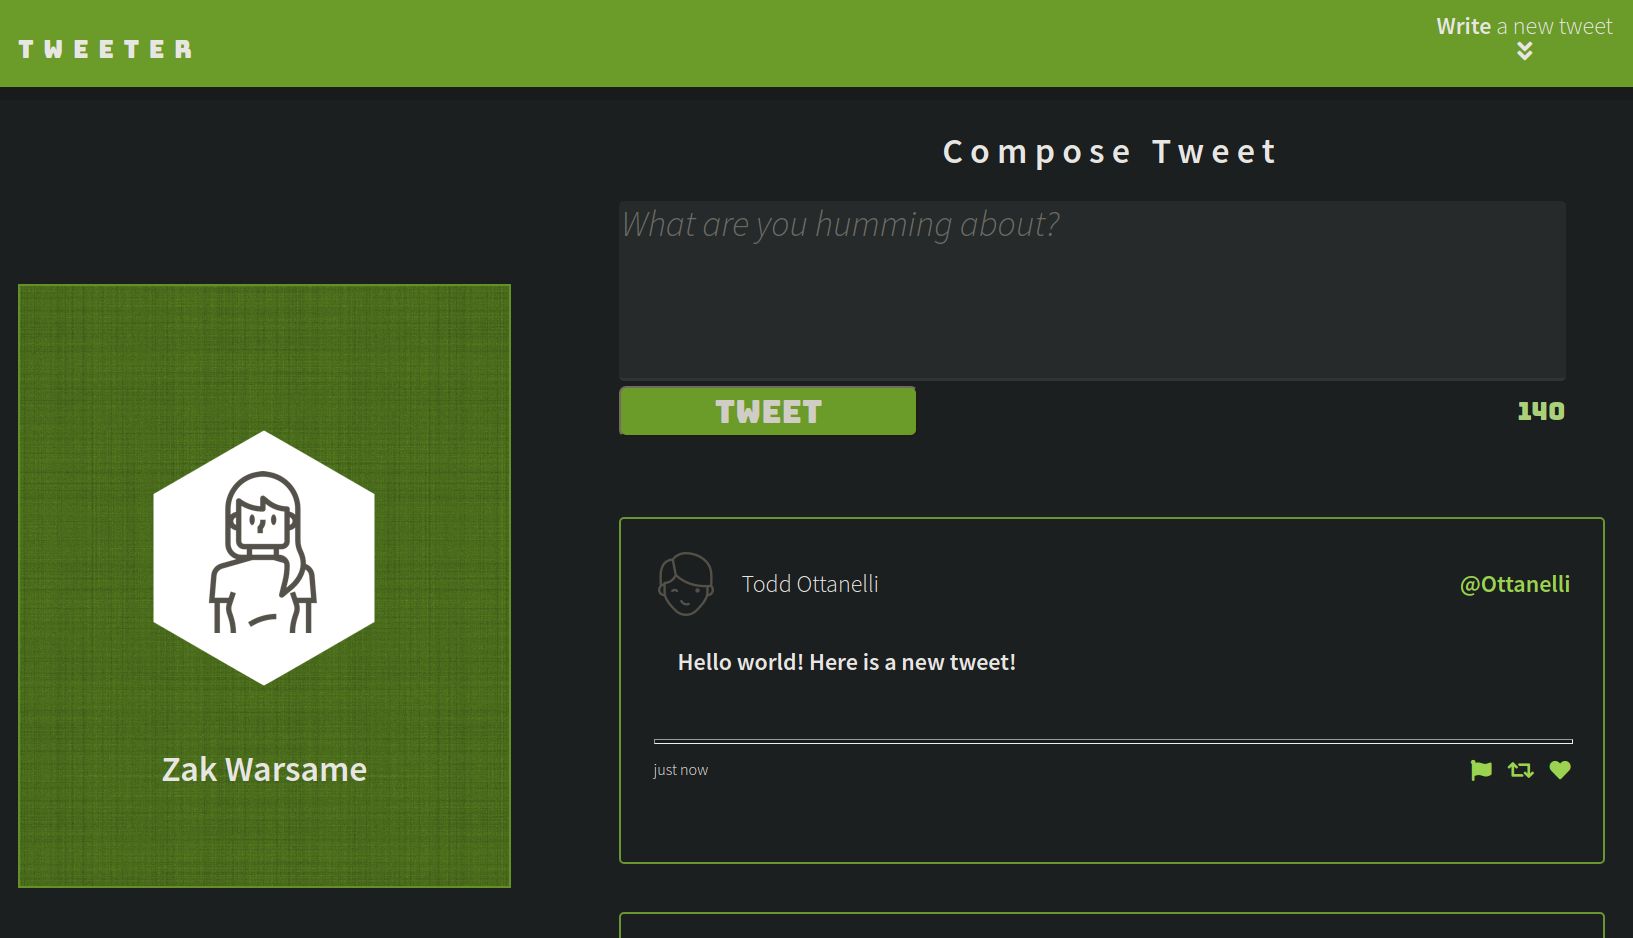 TWEETER
Write a new tweet
Compose Tweet
What are you humming about?
TWEET
140
Zak Warsame
Todd Ottanelli
@Ottanelli
Hello world! Here is a new tweet!
just now